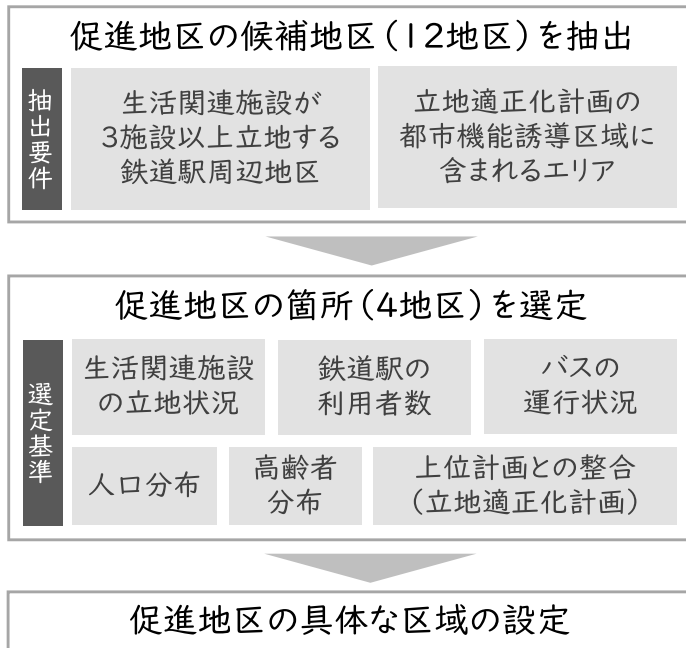 促進地区の候補地区(12地区)を抽出
抽出要件
生活関連施設が
3施設以上立地する
鉄道駅周辺地区
立地適正化計画の
都市機能誘導区域に
含まれるエリア
促進地区の箇所(4地区)を選定
選定基準
生活関連施設
の立地状況
鉄道駅の
利用者数
バスの
運行状況
人口分布
高齢者
分布
上位計画との整合
(立地適正化計画)
促進地区の具体な区域の設定